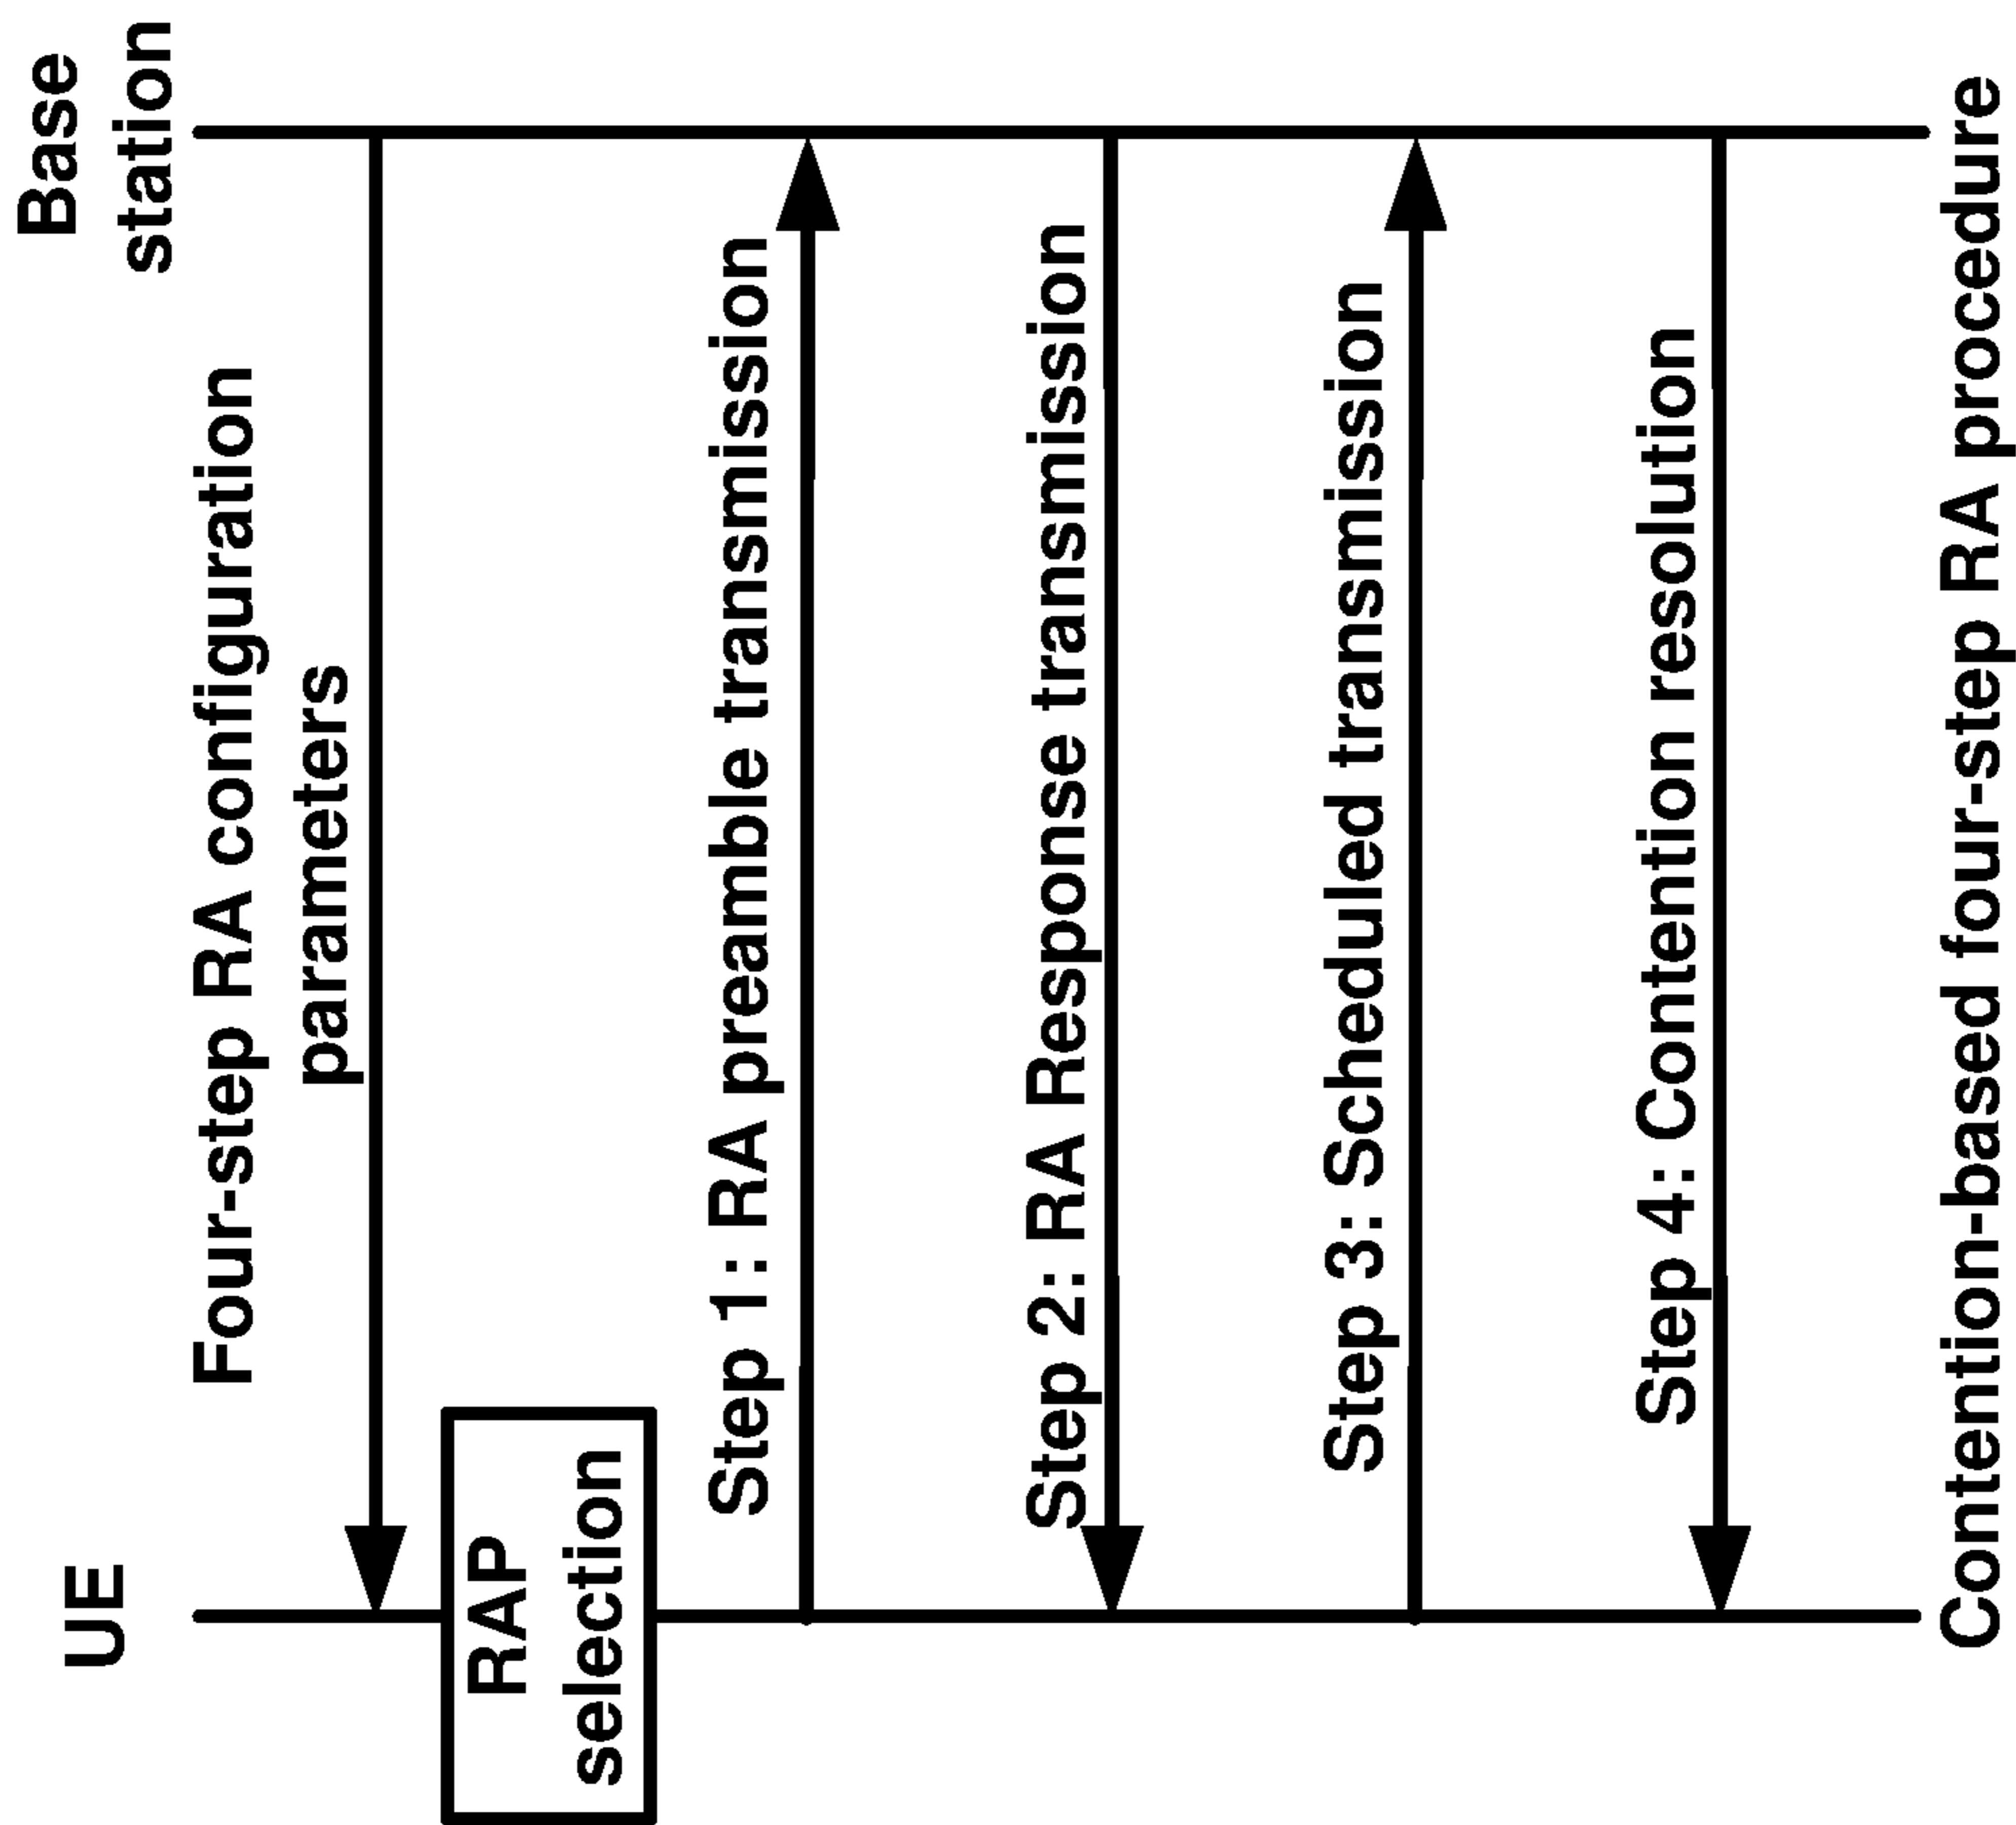 UE
Base
station
Four-step RA configuration
parameters
RAP
selection
Step 1: RA preamble transmission
Step 2: RA Response transmission
Step 3: Scheduled transmission
Step 4: Contention resolution
Contention-based four-step RA procedure